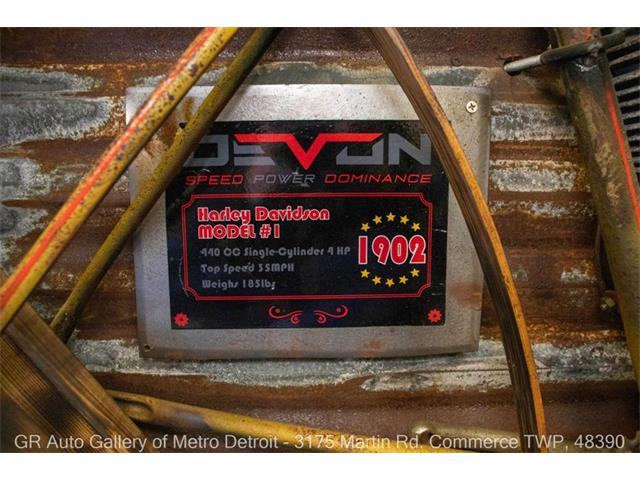 DEVON
SPEED POWER DOMINANCE
Harley Davidson
MODEL #1
440 CC Single-Cylinder 4 HP
Top Speed 35MPH
Weighs 185lbs
1902
GR Auto Gallery of Metro Detroit - 3175 Martin Rd. Commerce TWP, 48390